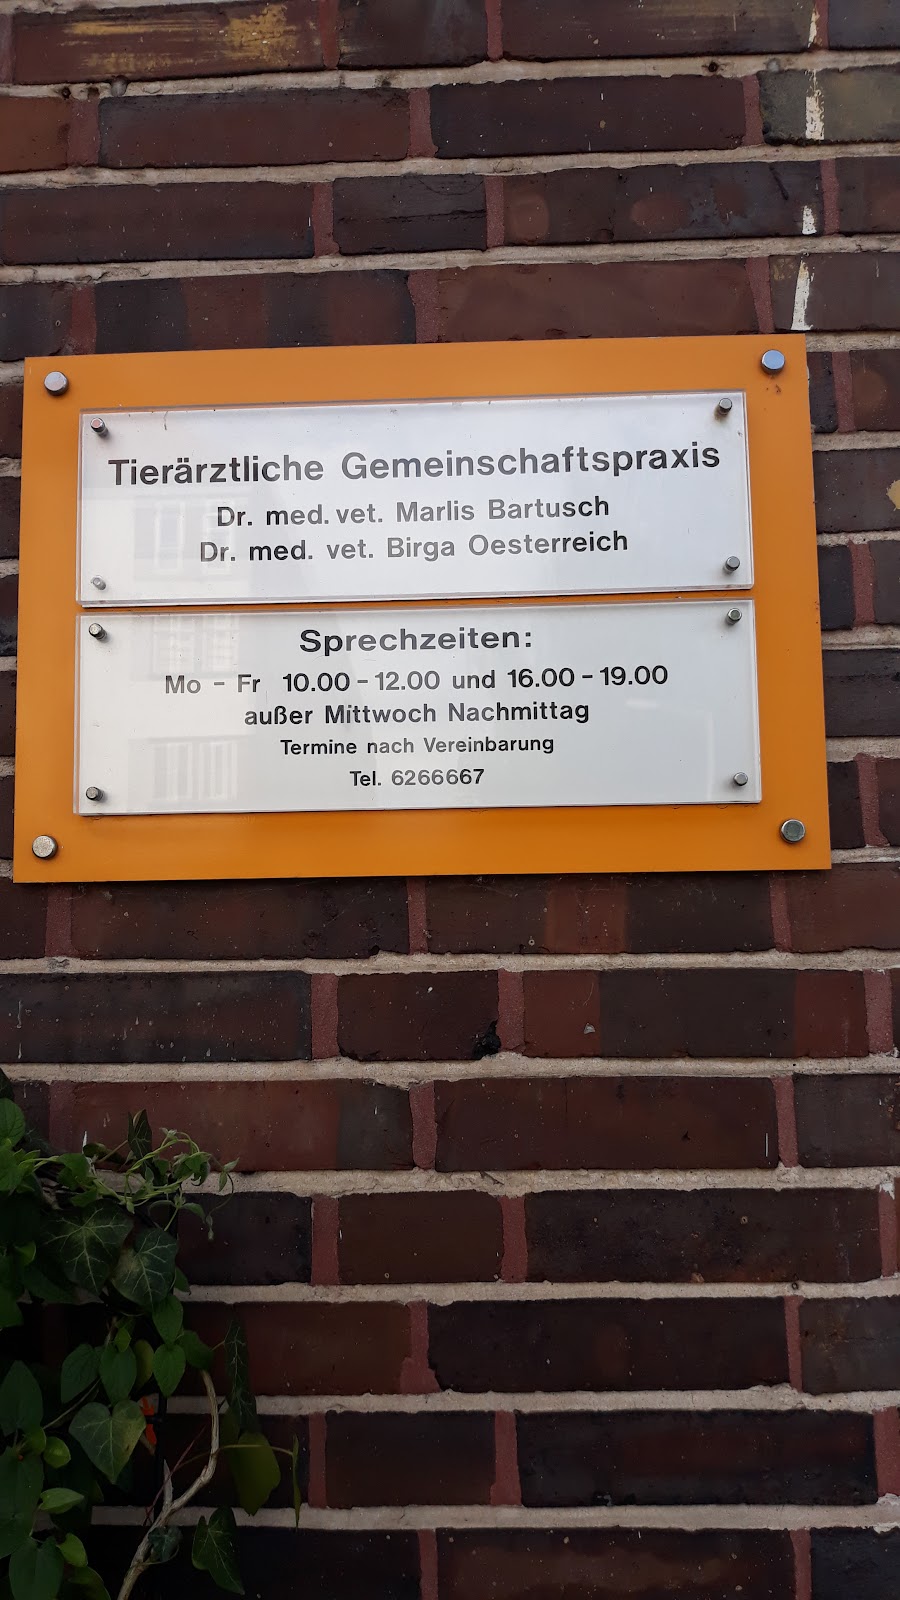 Tierärztliche Gemeinschaftspraxis
Dr. med. vet. Marlis Bartusch
Dr. med. vet. Birga Oesterreich
Sprechzeiten:
Mo - Fr 10.00 - 12.00 und 16.00 - 19.00
außer Mittwoch Nachmittag
Termine nach Vereinbarung
Tel. 6266667